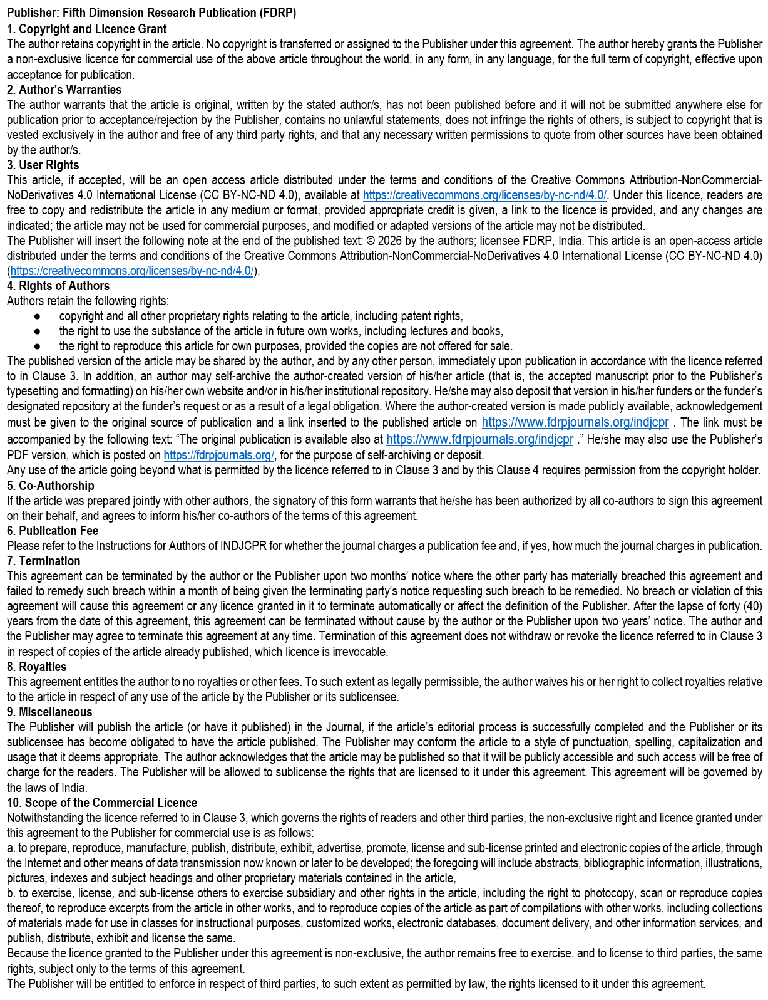 Publisher: Fifth Dimension Research Publication (FDRP)
1. Copyright and Licence Grant
The author retains copyright in the article. No copyright is transferred or assigned to the Publisher under this agreement. The author hereby grants the Publisher
a non-exclusive licence for commercial use of the above article throughout the world, in any form, in any language, for the full term of copyright, effective upon
acceptance for publication.
2. Author’s Warranties
The author warrants that the article is original, written by the stated author/s, has not been published before and it will not be submitted anywhere else for
publication prior to acceptance/rejection by the Publisher, contains no unlawful statements, does not infringe the rights of others, is subject to copyright that is
vested exclusively in the author and free of any third party rights, and that any necessary written permissions to quote from other sources have been obtained
by the author/s.
3. User Rights
This article, if accepted, will be an open access article distributed under the terms and conditions of the Creative Commons Attribution-NonCommercial-
NoDerivatives 4.0 International License (CC BY-NC-ND 4.0), available at https://creativecommons.org/licenses/by-nc-nd/4.0/. Under this licence, readers are
free to copy and redistribute the article in any medium or format, provided appropriate credit is given, a link to the licence is provided, and any changes are
indicated; the article may not be used for commercial purposes, and modified or adapted versions of the article may not be distributed.
The Publisher will insert the following note at the end of the published text: © 2026 by the authors; licensee FDRP, India. This article is an open-access article
distributed under the terms and conditions of the Creative Commons Attribution-NonCommercial-NoDerivatives 4.0 International License (CC BY-NC-ND 4.0)
(https://creativecommons.org/licenses/by-nc-nd/4.0/).
4. Rights of Authors
Authors retain the following rights:
● copyright and all other proprietary rights relating to the article, including patent rights,
● the right to use the substance of the article in future own works, including lectures and books,
● the right to reproduce this article for own purposes, provided the copies are not offered for sale.
The published version of the article may be shared by the author, and by any other person, immediately upon publication in accordance with the licence referred
to in Clause 3. In addition, an author may self-archive the author-created version of his/her article (that is, the accepted manuscript prior to the Publisher’s
typesetting and formatting) on his/her own website and/or in his/her institutional repository. He/she may also deposit that version in his/her funders or the funder’s
designated repository at the funder’s request or as a result of a legal obligation. Where the author-created version is made publicly available, acknowledgement
must be given to the original source of publication and a link inserted to the published article on https://www.fdrpjournals.org/indjcpr . The link must be
accompanied by the following text: “The original publication is available also at https://www.fdrpjournals.org/indjcpr .” He/she may also use the Publisher’s
PDF version, which is posted on https://fdrpjournals.org/, for the purpose of self-archiving or deposit.
Any use of the article going beyond what is permitted by the licence referred to in Clause 3 and by this Clause 4 requires permission from the copyright holder.
5. Co-Authorship
If the article was prepared jointly with other authors, the signatory of this form warrants that he/she has been authorized by all co-authors to sign this agreement
on their behalf, and agrees to inform his/her co-authors of the terms of this agreement.
6. Publication Fee
Please refer to the Instructions for Authors of INDJCPR for whether the journal charges a publication fee and, if yes, how much the journal charges in publication.
7. Termination
This agreement can be terminated by the author or the Publisher upon two months’ notice where the other party has materially breached this agreement and
failed to remedy such breach within a month of being given the terminating party’s notice requesting such breach to be remedied. No breach or violation of this
agreement will cause this agreement or any licence granted in it to terminate automatically or affect the definition of the Publisher. After the lapse of forty (40)
years from the date of this agreement, this agreement can be terminated without cause by the author or the Publisher upon two years’ notice. The author and
the Publisher may agree to terminate this agreement at any time. Termination of this agreement does not withdraw or revoke the licence referred to in Clause 3
in respect of copies of the article already published, which licence is irrevocable.
8. Royalties
This agreement entitles the author to no royalties or other fees. To such extent as legally permissible, the author waives his or her right to collect royalties relative
to the article in respect of any use of the article by the Publisher or its sublicensee.
9. Miscellaneous
The Publisher will publish the article (or have it published) in the Journal, if the article’s editorial process is successfully completed and the Publisher or its
sublicensee has become obligated to have the article published. The Publisher may conform the article to a style of punctuation, spelling, capitalization and
usage that it deems appropriate. The author acknowledges that the article may be published so that it will be publicly accessible and such access will be free of
charge for the readers. The Publisher will be allowed to sublicense the rights that are licensed to it under this agreement. This agreement will be governed by
the laws of India.
10. Scope of the Commercial Licence
Notwithstanding the licence referred to in Clause 3, which governs the rights of readers and other third parties, the non-exclusive right and licence granted under
this agreement to the Publisher for commercial use is as follows:
a. to prepare, reproduce, manufacture, publish, distribute, exhibit, advertise, promote, license and sub-license printed and electronic copies of the article, through
the Internet and other means of data transmission now known or later to be developed; the foregoing will include abstracts, bibliographic information, illustrations,
pictures, indexes and subject headings and other proprietary materials contained in the article,
b. to exercise, license, and sub-license others to exercise subsidiary and other rights in the article, including the right to photocopy, scan or reproduce copies
thereof, to reproduce excerpts from the article in other works, and to reproduce copies of the article as part of compilations with other works, including collections
of materials made for use in classes for instructional purposes, customized works, electronic databases, document delivery, and other information services, and
publish, distribute, exhibit and license the same.
Because the licence granted to the Publisher under this agreement is non-exclusive, the author remains free to exercise, and to license to third parties, the same
rights, subject only to the terms of this agreement.
The Publisher will be entitled to enforce in respect of third parties, to such extent as permitted by law, the rights licensed to it under this agreement.